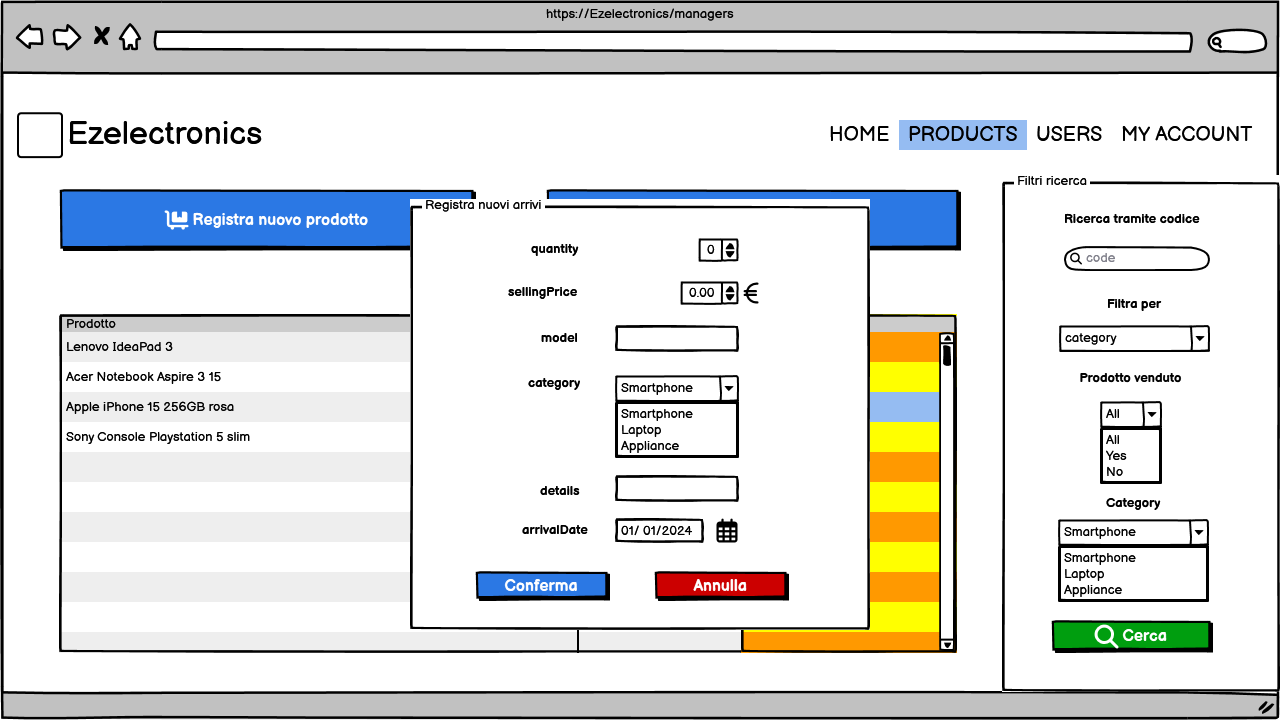 https://Ezelectronics/managers
Ezelectronics
HOME
PRODUCTS
USERS
MY ACCOUNT
Registra nuovo prodotto
Prodotto
Lenovo IdeaPad 3
Acer Notebook Aspire 3 15
Apple iPhone 15 256GB rosa
Sony Console Playstation 5 slim
Registra nuovi arrivi
quantity
0
sellingPrice
0.00 €
model
category
Smartphone
Smartphone
Laptop
Appliance
details
arrivalDate
01/ 01/2024
Conferma
Annulla
Filtri ricerca
Ricerca tramite codice
code
Filtra per
category
Prodotto venduto
All
All
Yes
No
Category
Smartphone
Smartphone
Laptop
Appliance
Cerca